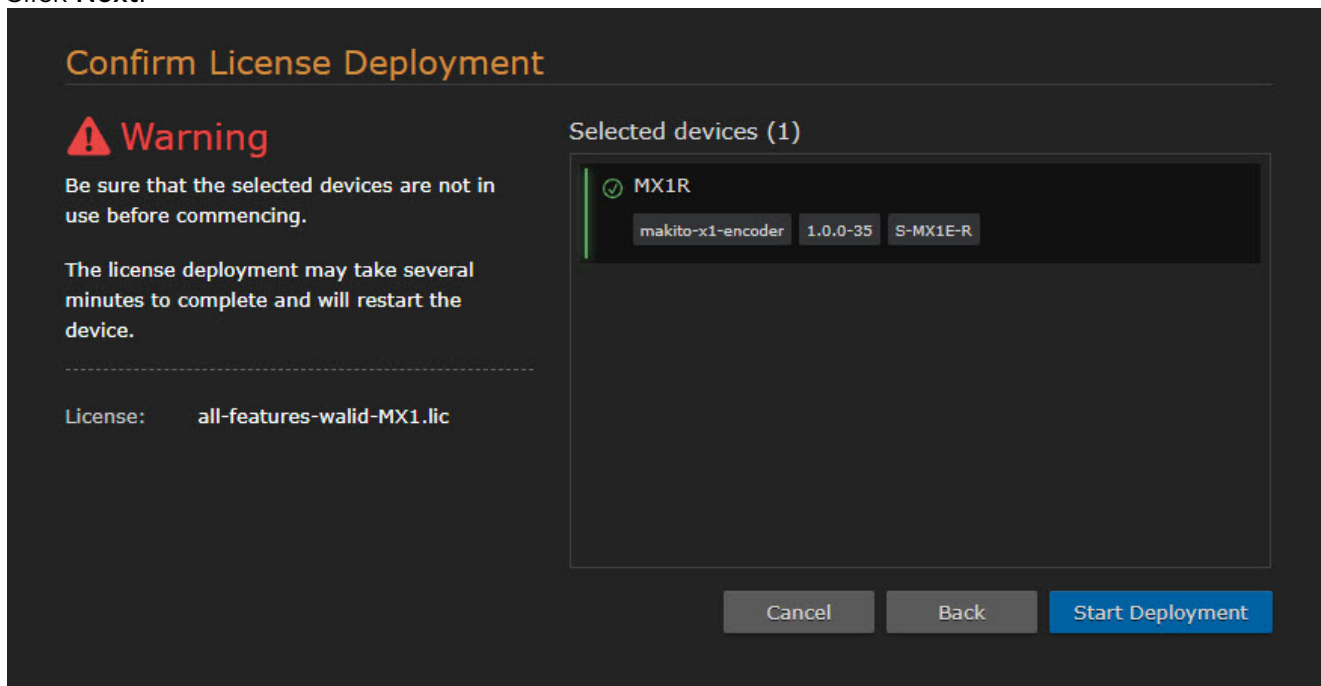 Click Next.
Confirm License Deployment
Warning
Be sure that the selected devices are not in
use before commencing.
The license deployment may take several
minutes to complete and will restart the
device.
License: all-features-walid-MX1.lic
Selected devices (1)
MX1R
makito-x1-encoder 1.0.0-35 S-MX1E-R
Cancel Back Start Deployment